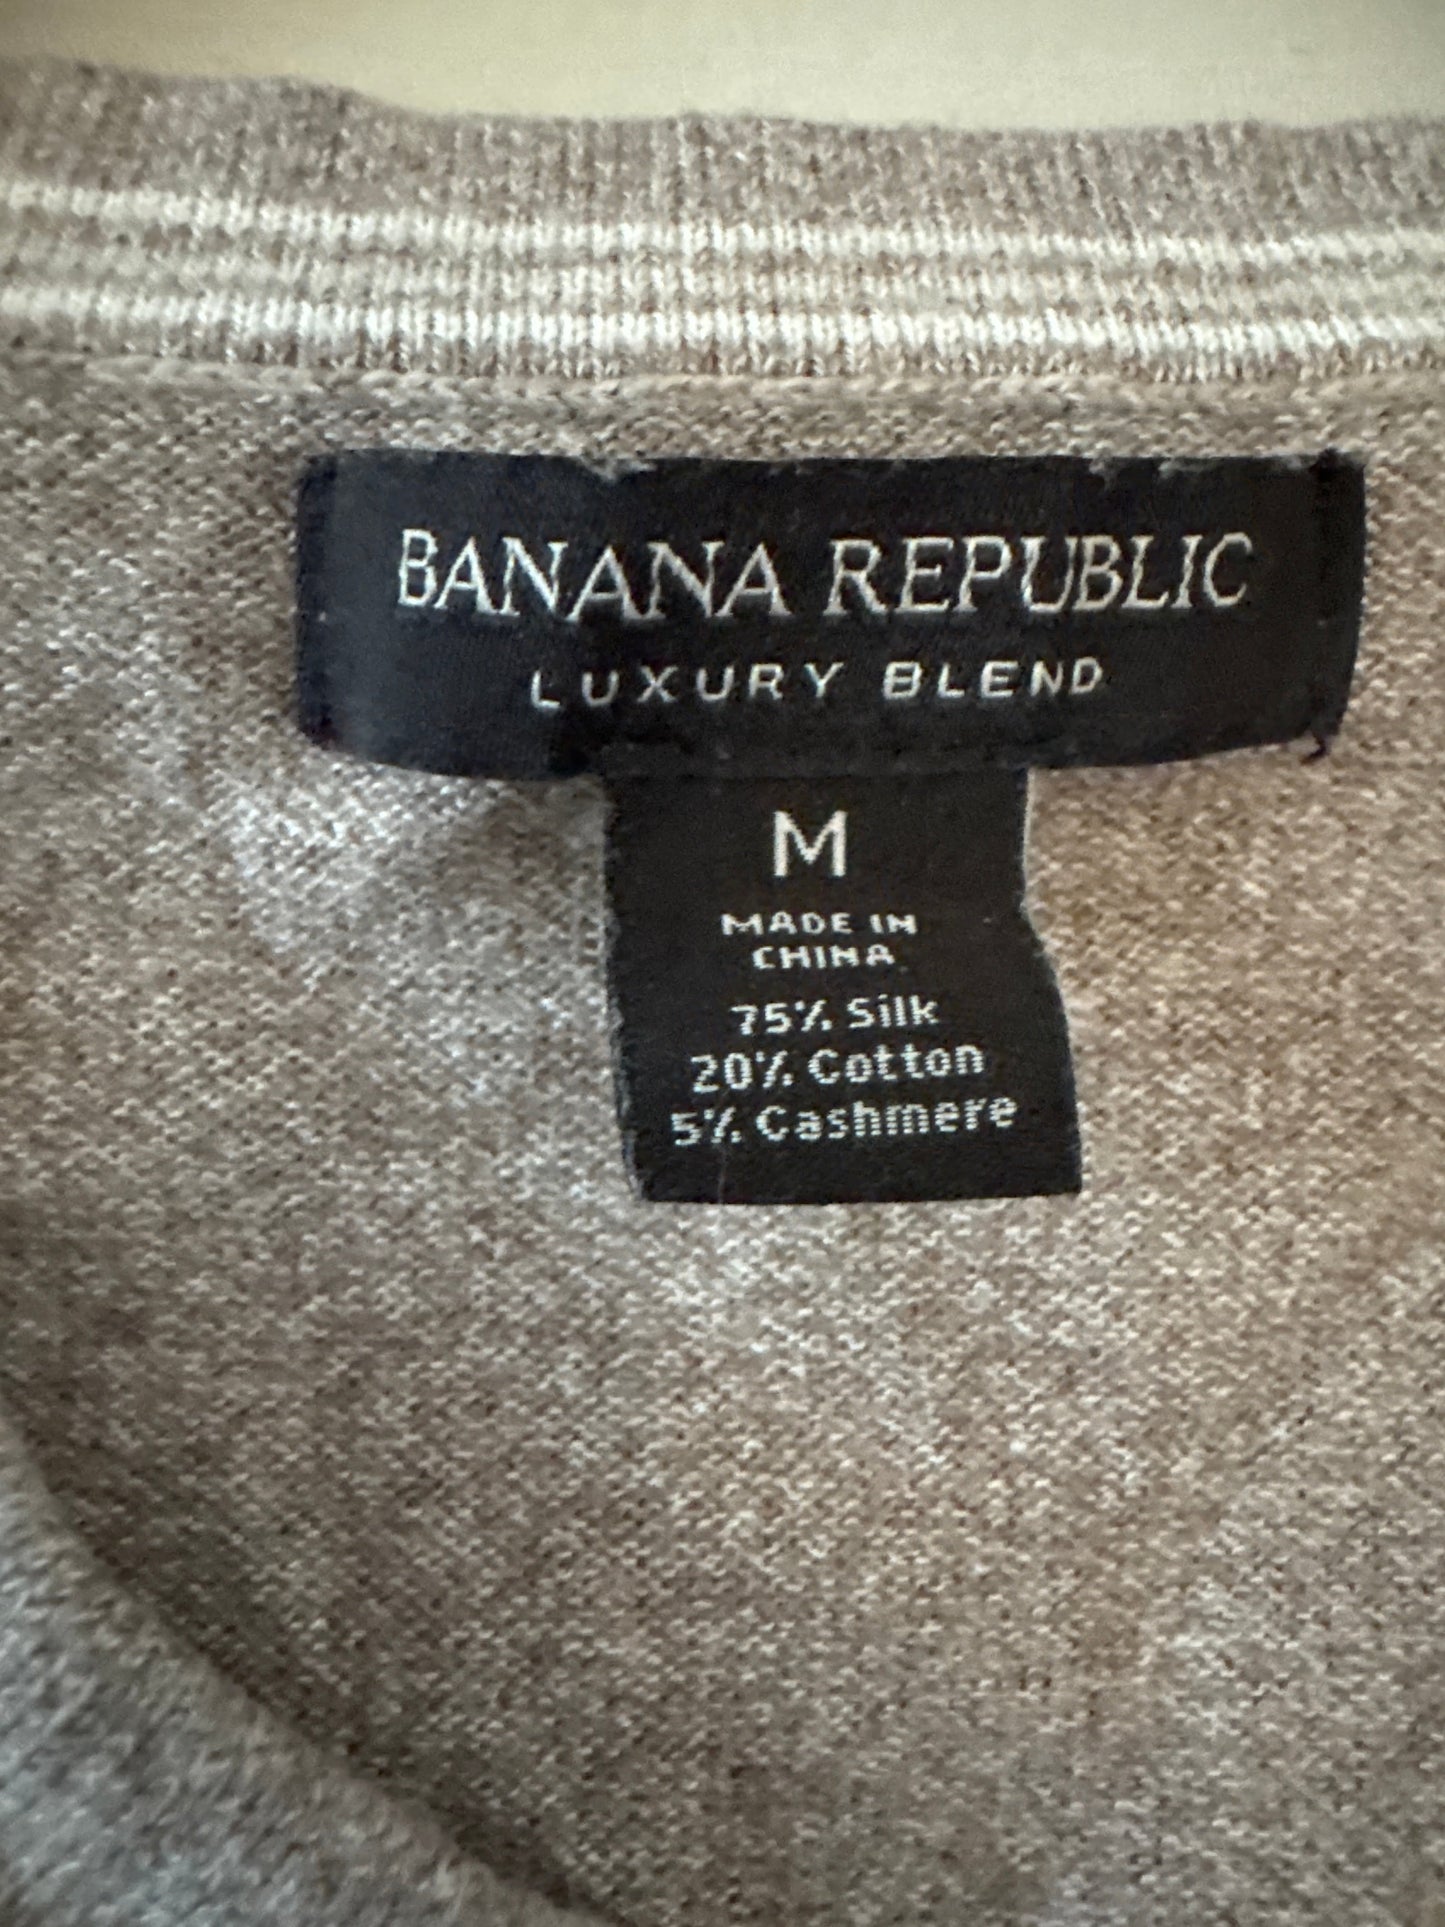 BANANA REPUBLIC
LUXURY BLEND
M
MADE IN
CHINA
75% Silk
20% Cotton
5% Cashmere